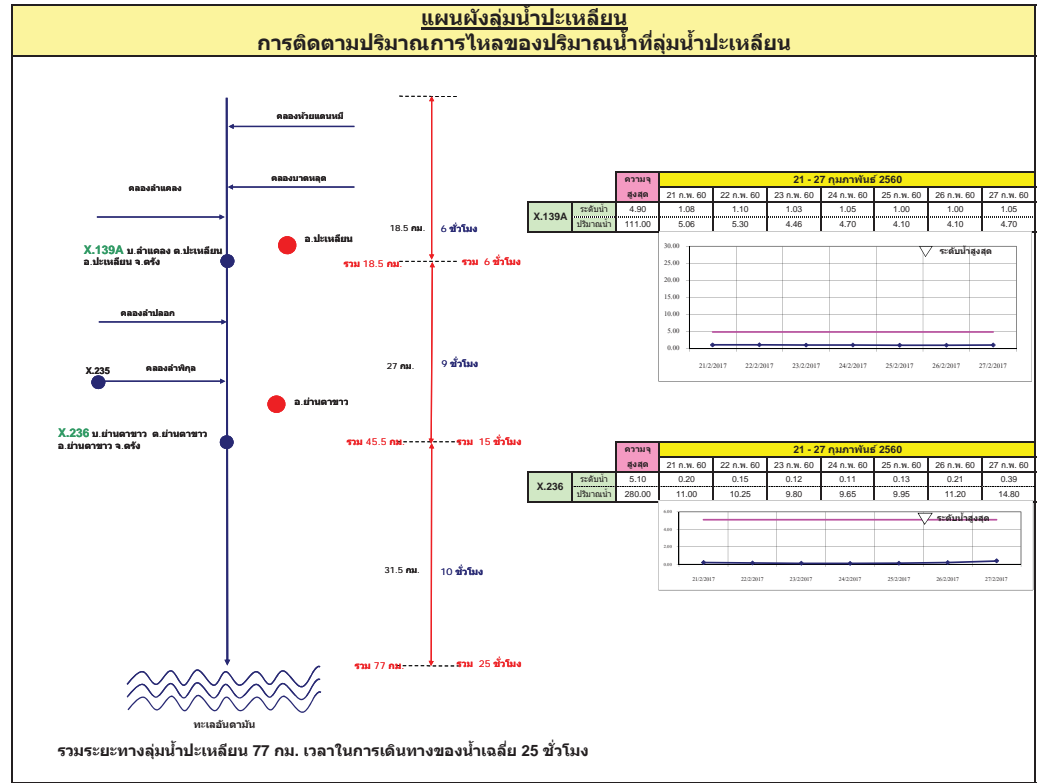 แผนผังลุ่มน้ำปะเหลียน
การติดตามปริมาณการไหลของปริมาณน้ำที่ลุ่มน้ำปะเหลียน
คลองห้วยแดนหมี
คลองบาดหลุด
คลองลำแคลง
18.5 กม. 6 ชั่วโมง
อ.ปะเหลียน
X.139A บ.ลำแคลง ต.ปะเหลียน
อ.ปะเหลียน จ.ตรัง
รวม 18.5 กม. รวม 6 ชั่วโมง
คลองลำปลอก
X.235 คลองลำพิกุล
27 กม. 9 ชั่วโมง
อ.ย่านตาขาว
X.236 บ.ย่านตาขาว ต.ย่านตาขาว
อ.ย่านตาขาว จ.ตรัง
รวม 45.5 กม. รวม 15 ชั่วโมง
31.5 กม. 10 ชั่วโมง
รวม 77 กม. รวม 25 ชั่วโมง
ทะเลอันดามัน
รวมระยะทางลุ่มน้ำปะเหลียน 77 กม. เวลาในการเดินทางของน้ำเฉลี่ย 25 ชั่วโมง
ความจุสูงสุด 21 - 27 กุมภาพันธ์ 2560
21 ก.พ. 60 22 ก.พ. 60 23 ก.พ. 60 24 ก.พ. 60 25 ก.พ. 60 26 ก.พ. 60 27 ก.พ. 60
X.139A
ระดับน้ำ 4.90 1.08 1.10 1.03 1.05 1.00 1.00 1.05
ปริมาณน้ำ 111.00 5.06 5.30 4.46 4.70 4.10 4.10 4.70
ระดับน้ำสูงสุด
30.00
25.00
20.00
15.00
10.00
5.00
0.00
21/2/2017 22/2/2017 23/2/2017 24/2/2017 25/2/2017 26/2/2017 27/2/2017
ความจุสูงสุด 21 - 27 กุมภาพันธ์ 2560
21 ก.พ. 60 22 ก.พ. 60 23 ก.พ. 60 24 ก.พ. 60 25 ก.พ. 60 26 ก.พ. 60 27 ก.พ. 60
X.236
ระดับน้ำ 5.10 0.20 0.15 0.12 0.11 0.13 0.21 0.39
ปริมาณน้ำ 280.00 11.00 10.25 9.80 9.65 9.95 11.20 14.80
ระดับน้ำสูงสุด
6.00
4.00
2.00
0.00
21/2/2017 22/2/2017 23/2/2017 24/2/2017 25/2/2017 26/2/2017 27/2/2017